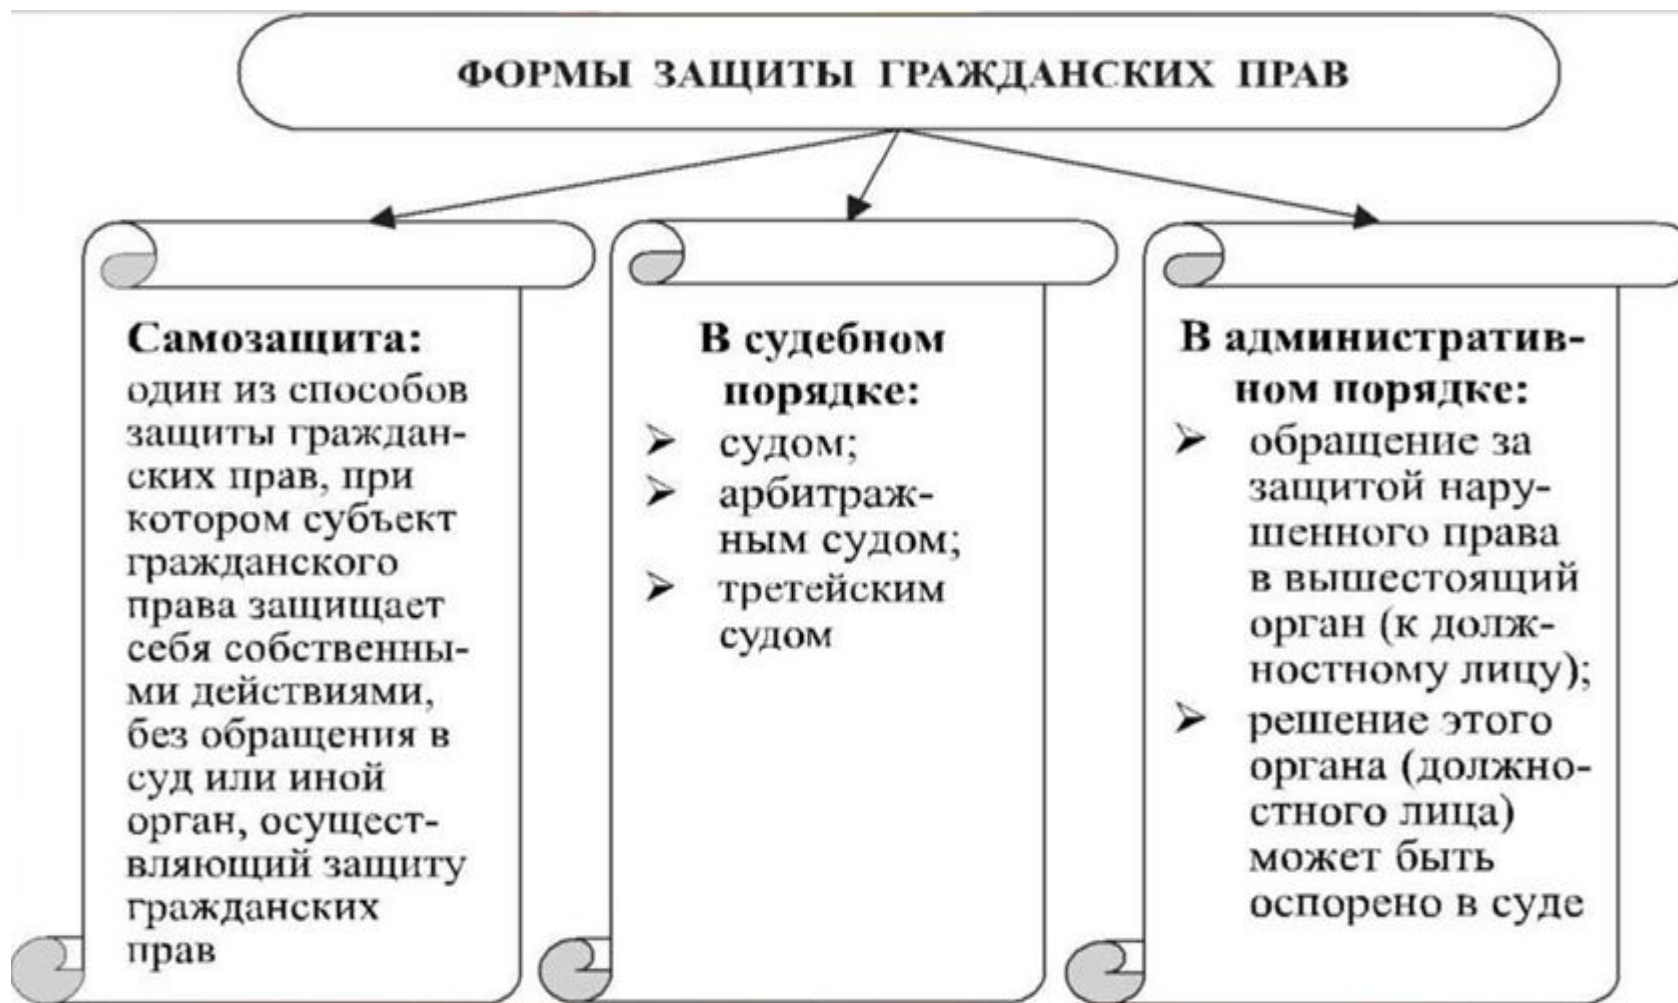 ФОРМЫ ЗАЩИТЫ ГРАЖДАНСКИХ ПРАВ
Самозащита:
один из способов
защиты граждан-
ских прав, при
котором субъект
гражданского
права защищает
себя собственны-
ми действиями,
без обращения в
суд или иной
орган, осущест-
вляющий защиту
гражданских
прав
В судебном
порядке:
➢ судом;
➢ арбитраж-
ным судом;
➢ третейским
судом
В административ-
ном порядке:
➢ обращение за
защитой нару-
шенного права
в вышестоящий
орган (к долж-
ностному лицу);
➢ решение этого
органа (должно-
стного лица)
может быть
оспорено в суде